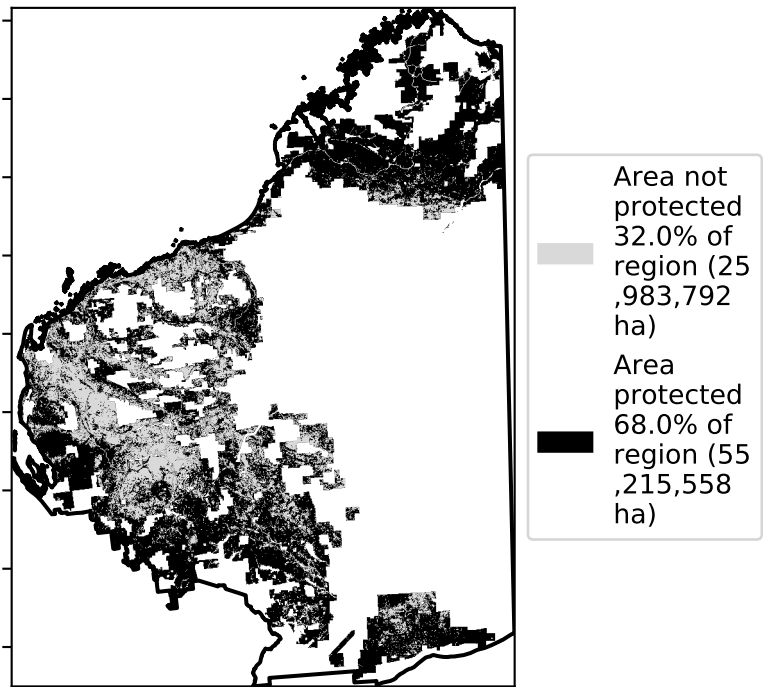 Area not
protected
32.0% of
region (25
,983,792
ha)
Area
protected
68.0% of
region (55
,215,558
ha)